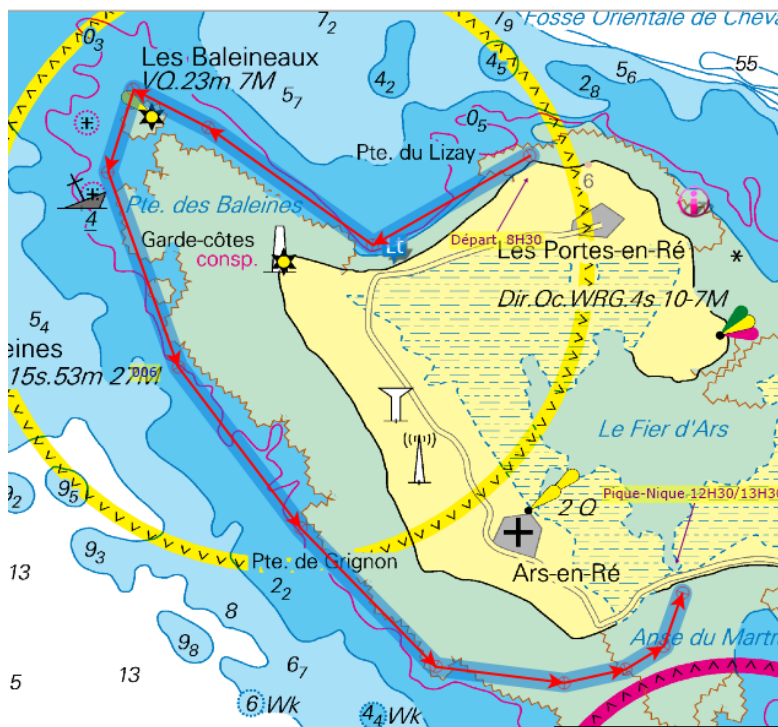 7₂
7₉
Fosse Orientale de Cheva
0₃
Les Baleineaux
VQ.23m 7M
4₂
4₅
5₆
55
2₈
5₇
0₅
Pte. du Lizay
6
4
Pte. des Baleines
Lt
Départ 8H30
Garde-côtes
consp.
Les Portes-en-Ré
Dir.Oc.WRG.4s 10-7M
5₄
eines
15s.53m 27M
006
Le Fier d'Ars
9₂
9₅
Pique-Nique 12H30/13H30
2 Q
9₃
13
Pte. de Grignon
Ars-en-Ré
2₂
8
9₈
Anse du Martr
6₇
5
13
6 Wk
4₄ Wk